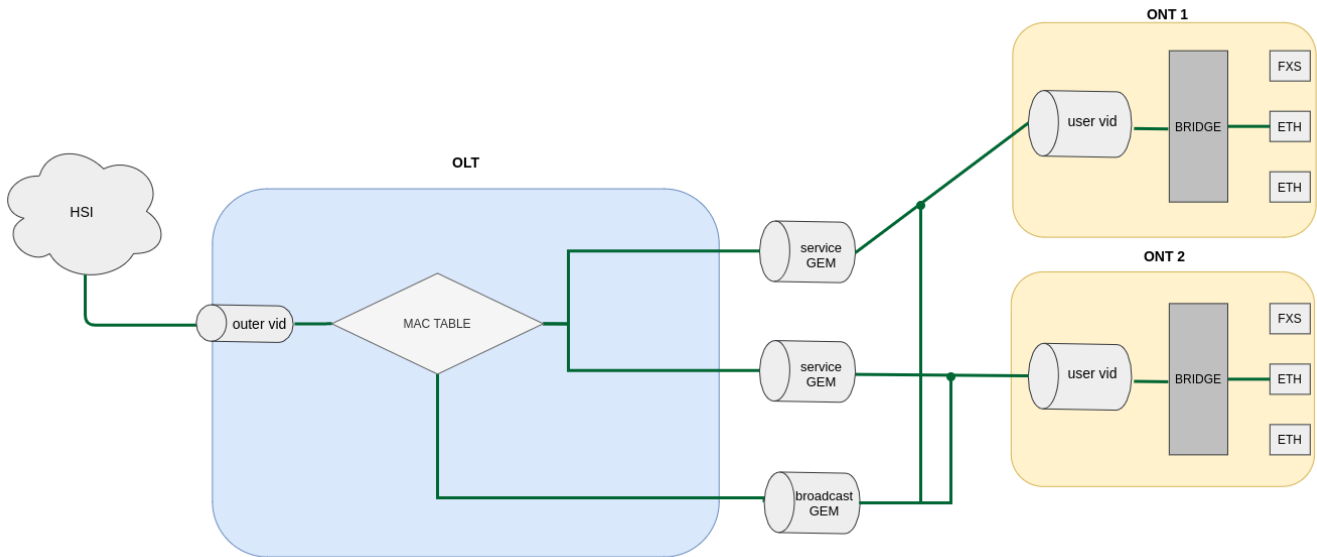 ONT 1
FXS
user vid
BRIDGE
ETH
ETH
OLT
HSI
service
GEM
ONT 2
outer vid
MAC TABLE
FXS
service
GEM
user vid
BRIDGE
ETH
ETH
broadcast
GEM